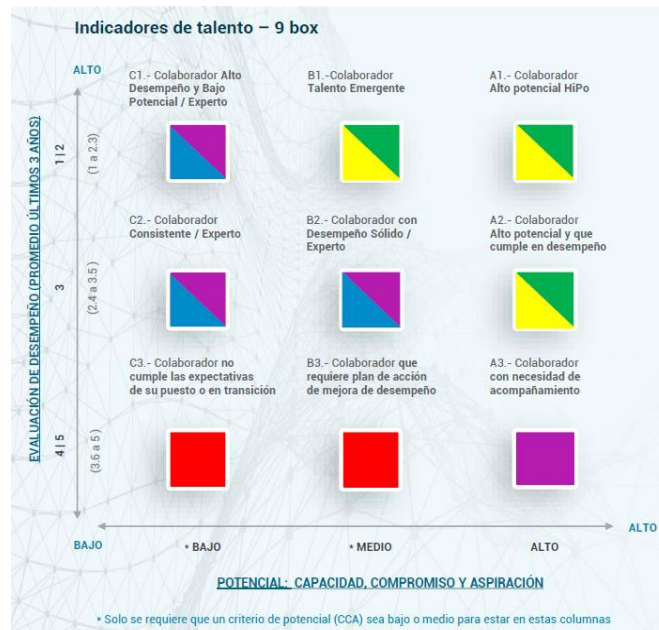 Indicadores de talento – 9 box
ALTO
C1.- Colaborador Alto
Desempeño y Bajo
Potencial / Experto
B1.-Colaborador
Talento Emergente
A1.- Colaborador
Alto potencial HiPo
EVALUACIÓN DE DESEMPEÑO (PROMEDIO ÚLTIMOS 3 AÑOS)
1|2
(1 a 2.3)
C2.- Colaborador
Consistente / Experto
B2.- Colaborador con
Desempeño Sólido /
Experto
A2.- Colaborador
Alto potencial y que
cumple en desempeño
3
(2.4 a 3.5)
C3.- Colaborador no
cumple las expectativas
de su puesto o en transición
B3.- Colaborador que
requiere plan de acción
de mejora de desempeño
A3.- Colaborador
con necesidad de
acompañamiento
4|5
(3.6 a 5)
ALTO
BAJO
* BAJO
* MEDIO
ALTO
POTENCIAL: CAPACIDAD, COMPROMISO Y ASPIRACIÓN
* Solo se requiere que un criterio de potencial (CCA) sea bajo o medio para estar en estas columnas